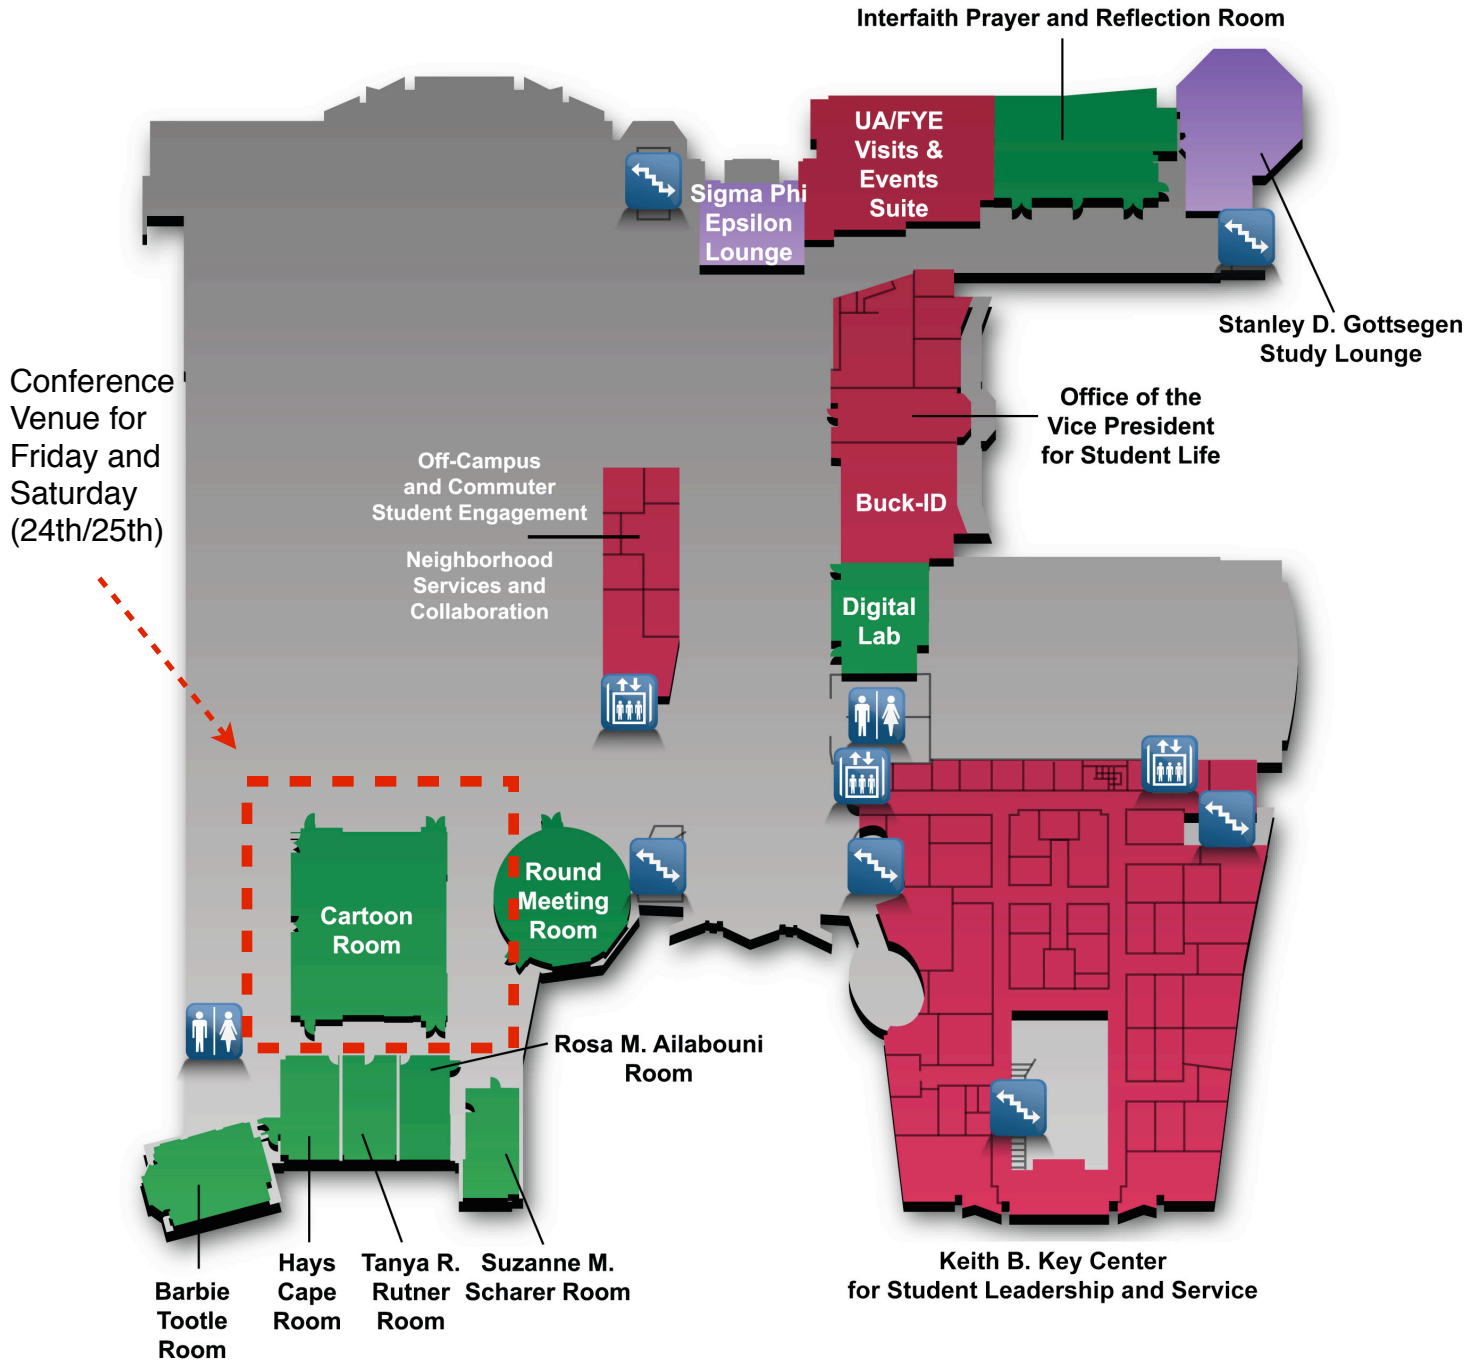 Interfaith Prayer and Reflection Room
UA/FYE
Visits &
Events
Suite
Sigma Phi
Epsilon
Lounge
Stanley D. Gottsegen
Study Lounge
Conference
Venue for
Friday and
Saturday
(24th/25th)
Office of the
Vice President
for Student Life
Off-Campus
and Commuter
Student Engagement
Neighborhood
Services and
Collaboration
Buck-ID
Digital
Lab
Cartoon
Room
Round
Meeting
Room
Rosa M. Ailabouni
Room
Barbie
Tootle
Room
Hays
Cape
Room
Tanya R.
Rutner
Room
Suzanne M.
Scharer Room
Keith B. Key Center
for Student Leadership and Service